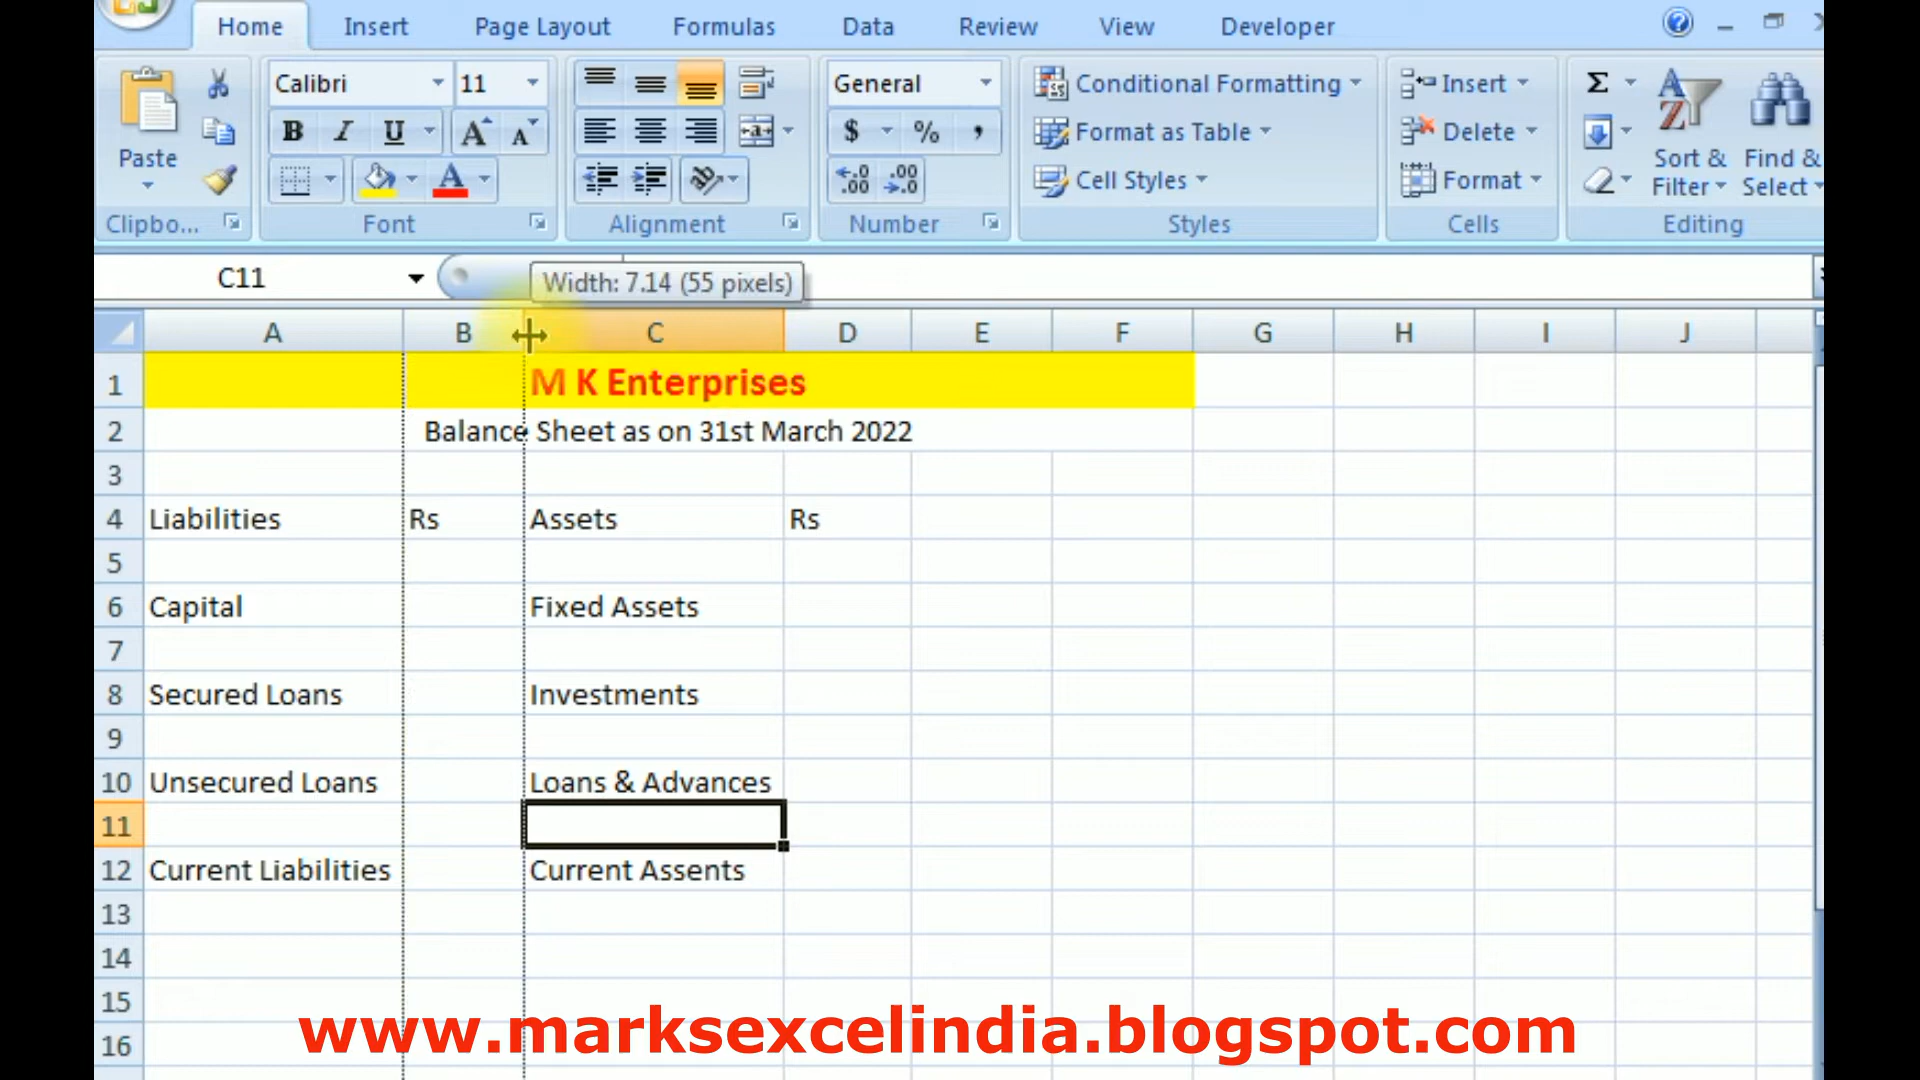 Home Insert Page Layout Formulas Data Review View Developer
Calibri 11 General Conditional Formatting Insert Σ
B I U $ % , Format as Table Delete
Paste Sort & Find &
A .00 .00 Cell Styles Format Filter Select
Clipbo... Font Alignment Number Styles Cells Editing
C11 Width: 7.14 (55 pixels)
A B C D E F G H I J
1 M K Enterprises
2 Balance Sheet as on 31st March 2022
3
4 Liabilities Rs Assets Rs
5
6 Capital Fixed Assets
7
8 Secured Loans Investments
9
10 Unsecured Loans Loans & Advances
11
12 Current Liabilities Current Assents
13
14
15
16
www.marksexcelindia.blogspot.com